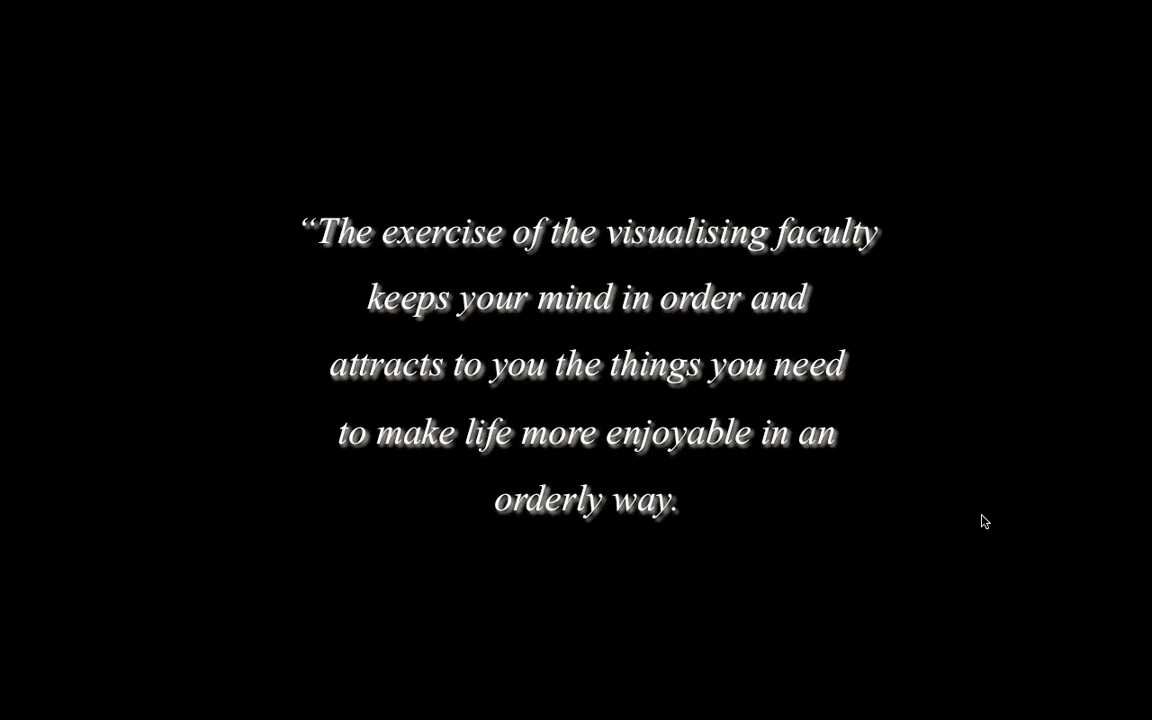 “The exercise of the visualising faculty
keeps your mind in order and
attracts to you the things you need
to make life more enjoyable in an
orderly way.